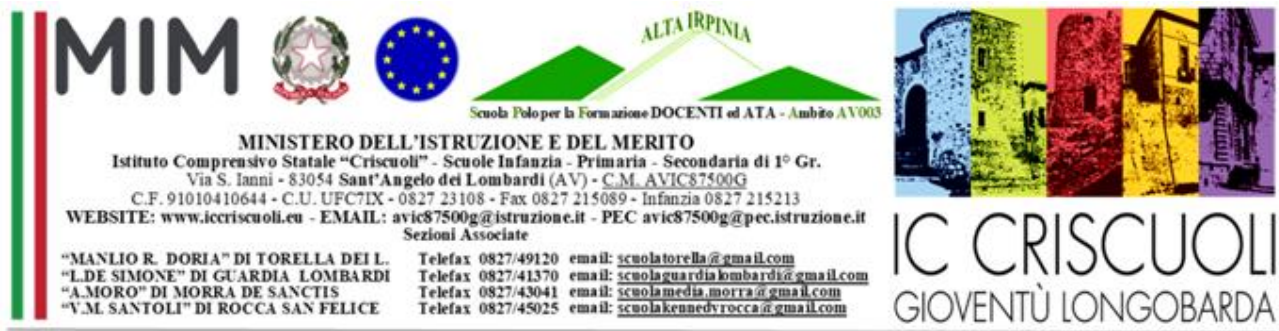 MIM
ALTA IRPINIA
Scuola Polo per la Formazione DOCENTI ed ATA - Ambito AV003
MINISTERO DELL'ISTRUZIONE E DEL MERITO
Istituto Comprensivo Statale “Criscuoli” - Scuole Infanzia - Primaria - Secondaria di 1° Gr.
Via S. Ianni - 83054 Sant'Angelo dei Lombardi (AV) - C.M. AVIC87500G
C.F. 91010410644 - C.U. UFC7IX - 0827 23108 - Fax 0827 215089 - Infanzia 0827 215213
WEBSITE: www.iccriscuoli.eu - EMAIL: avic87500g@istruzione.it - PEC avic87500g@pec.istruzione.it
Sezioni Associate
“MANLIO R. DORIA” DI TORELLA DEI L. Telefax 0827/49120 email: scuolatorella@gmail.com
“L.DE SIMONE” DI GUARDIA LOMBARDI Telefax 0827/41370 email: scuolaguardialombardi@gmail.com
“A.MORO” DI MORRA DE SANCTIS Telefax 0827/43041 email: scuolamedia.morra@gmail.com
“V.M. SANTOLI” DI ROCCA SAN FELICE Telefax 0827/45025 email: scuolakennedyrocca@gmail.com
IC CRISCUOLI
GIOVENTÙ LONGOBARDA